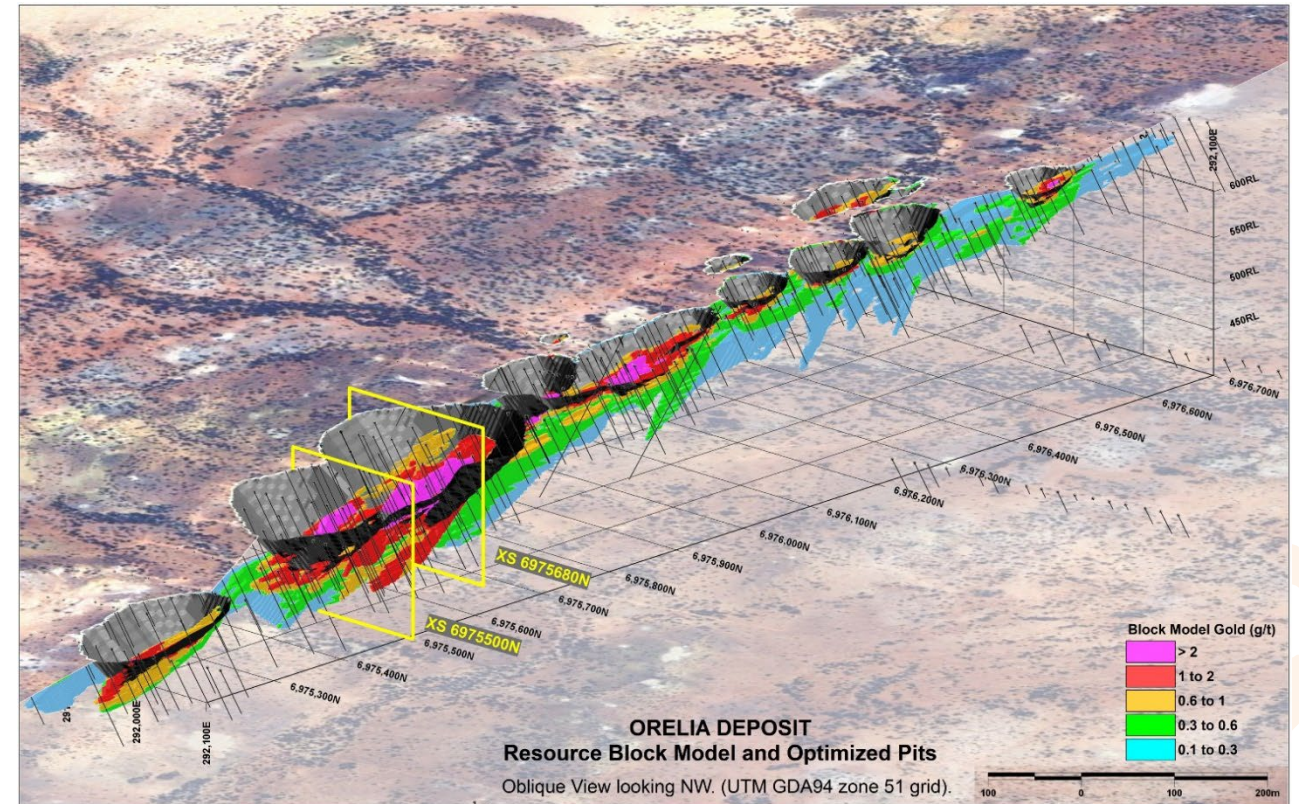 292,100E
600RL
550RL
500RL
450RL
6,976,700N
6,976,600N
6,976,500N
6,976,400N
6,976,300N
6,976,200N
6,976,100N
6,976,000N
6,975,900N
6,975,800N
6,975,700N
6,975,600N
6,975,500N
6,975,400N
6,975,300N
XS 6975680N
XS 6975500N
292,000E
292,100E
Block Model Gold (g/t)
> 2
1 to 2
0.6 to 1
0.3 to 0.6
0.1 to 0.3
ORELIA DEPOSIT
Resource Block Model and Optimized Pits
Oblique View looking NW. (UTM GDA94 zone 51 grid).
100 0 100 200m